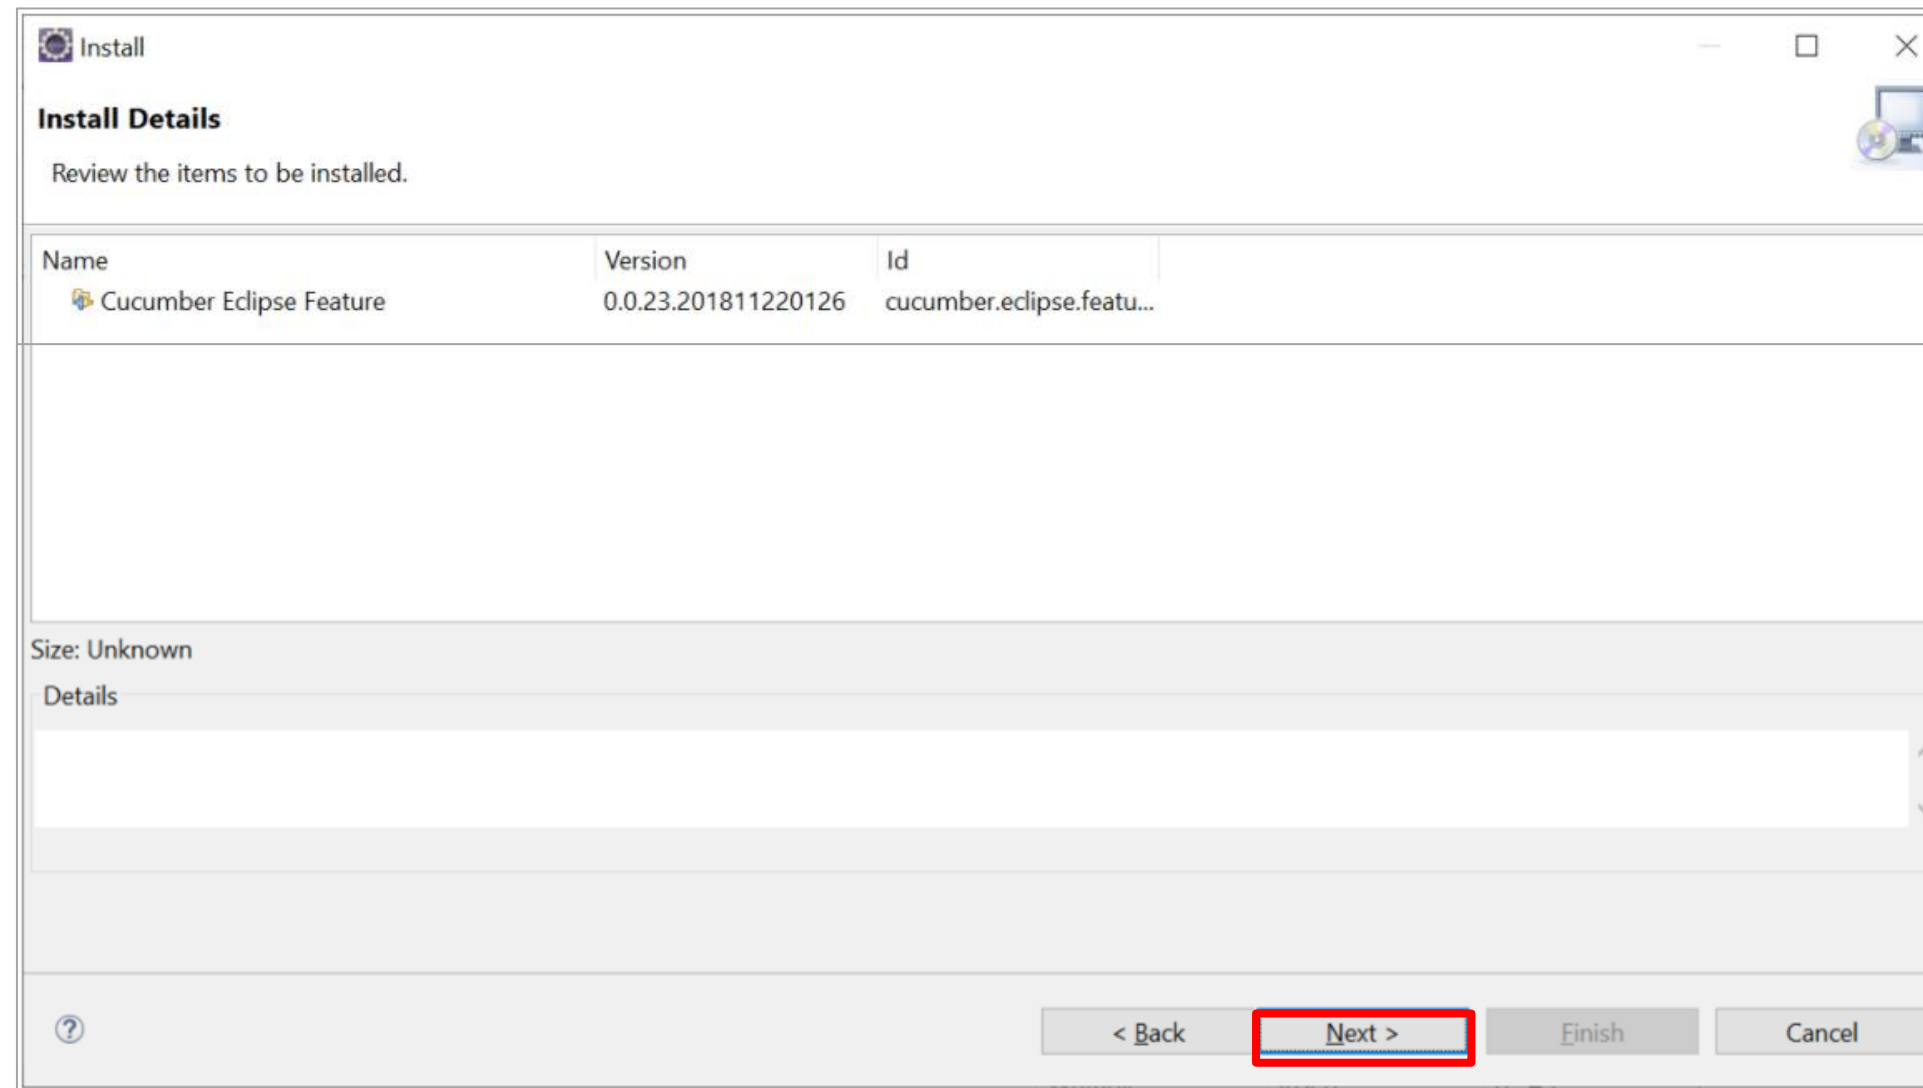 Install
Install Details
Review the items to be installed.
Name Version Id
Cucumber Eclipse Feature 0.0.23.201811220126 cucumber.eclipse.featu...
Size: Unknown
Details
? < Back Next > Finish Cancel